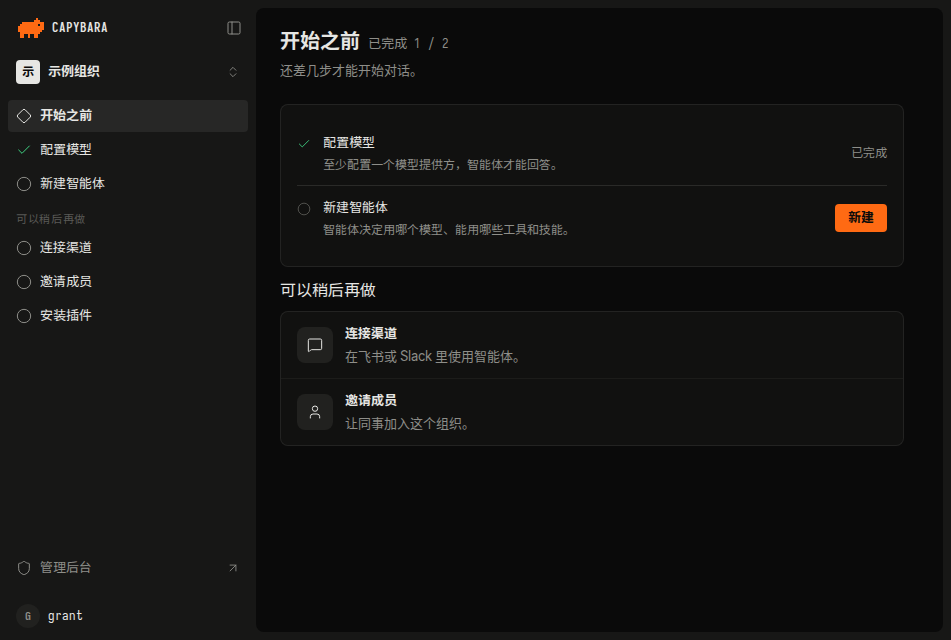 CAPYBARA
示 示例组织
开始之前
配置模型
新建智能体
可以稍后再做
连接渠道
邀请成员
安装插件
管理后台
G grant
开始之前 已完成 1 / 2
还差几步才能开始对话。
配置模型
至少配置一个模型提供方，智能体才能回答。
已完成
新建智能体
智能体决定用哪个模型、能用哪些工具和技能。
新建
可以稍后再做
连接渠道
在飞书或 Slack 里使用智能体。
邀请成员
让同事加入这个组织。